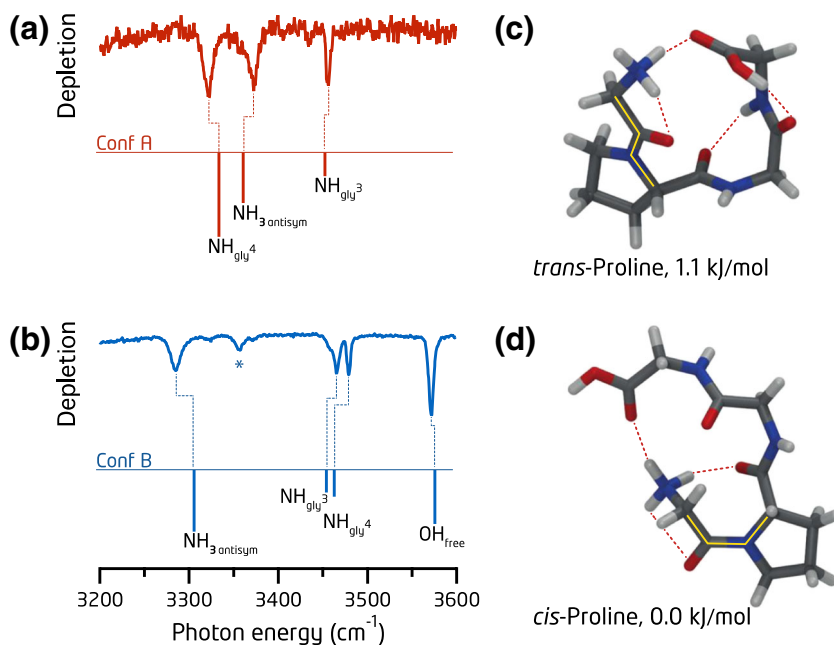 (a)
Depletion
Conf A
NH3 antisym
NHgly3
NHgly4
(b)
Depletion
*
Conf B
NH3 antisym
NHgly3
NHgly4
OHfree
3200 3300 3400 3500 3600
Photon energy (cm-1)
(c)
trans-Proline, 1.1 kJ/mol
(d)
cis-Proline, 0.0 kJ/mol